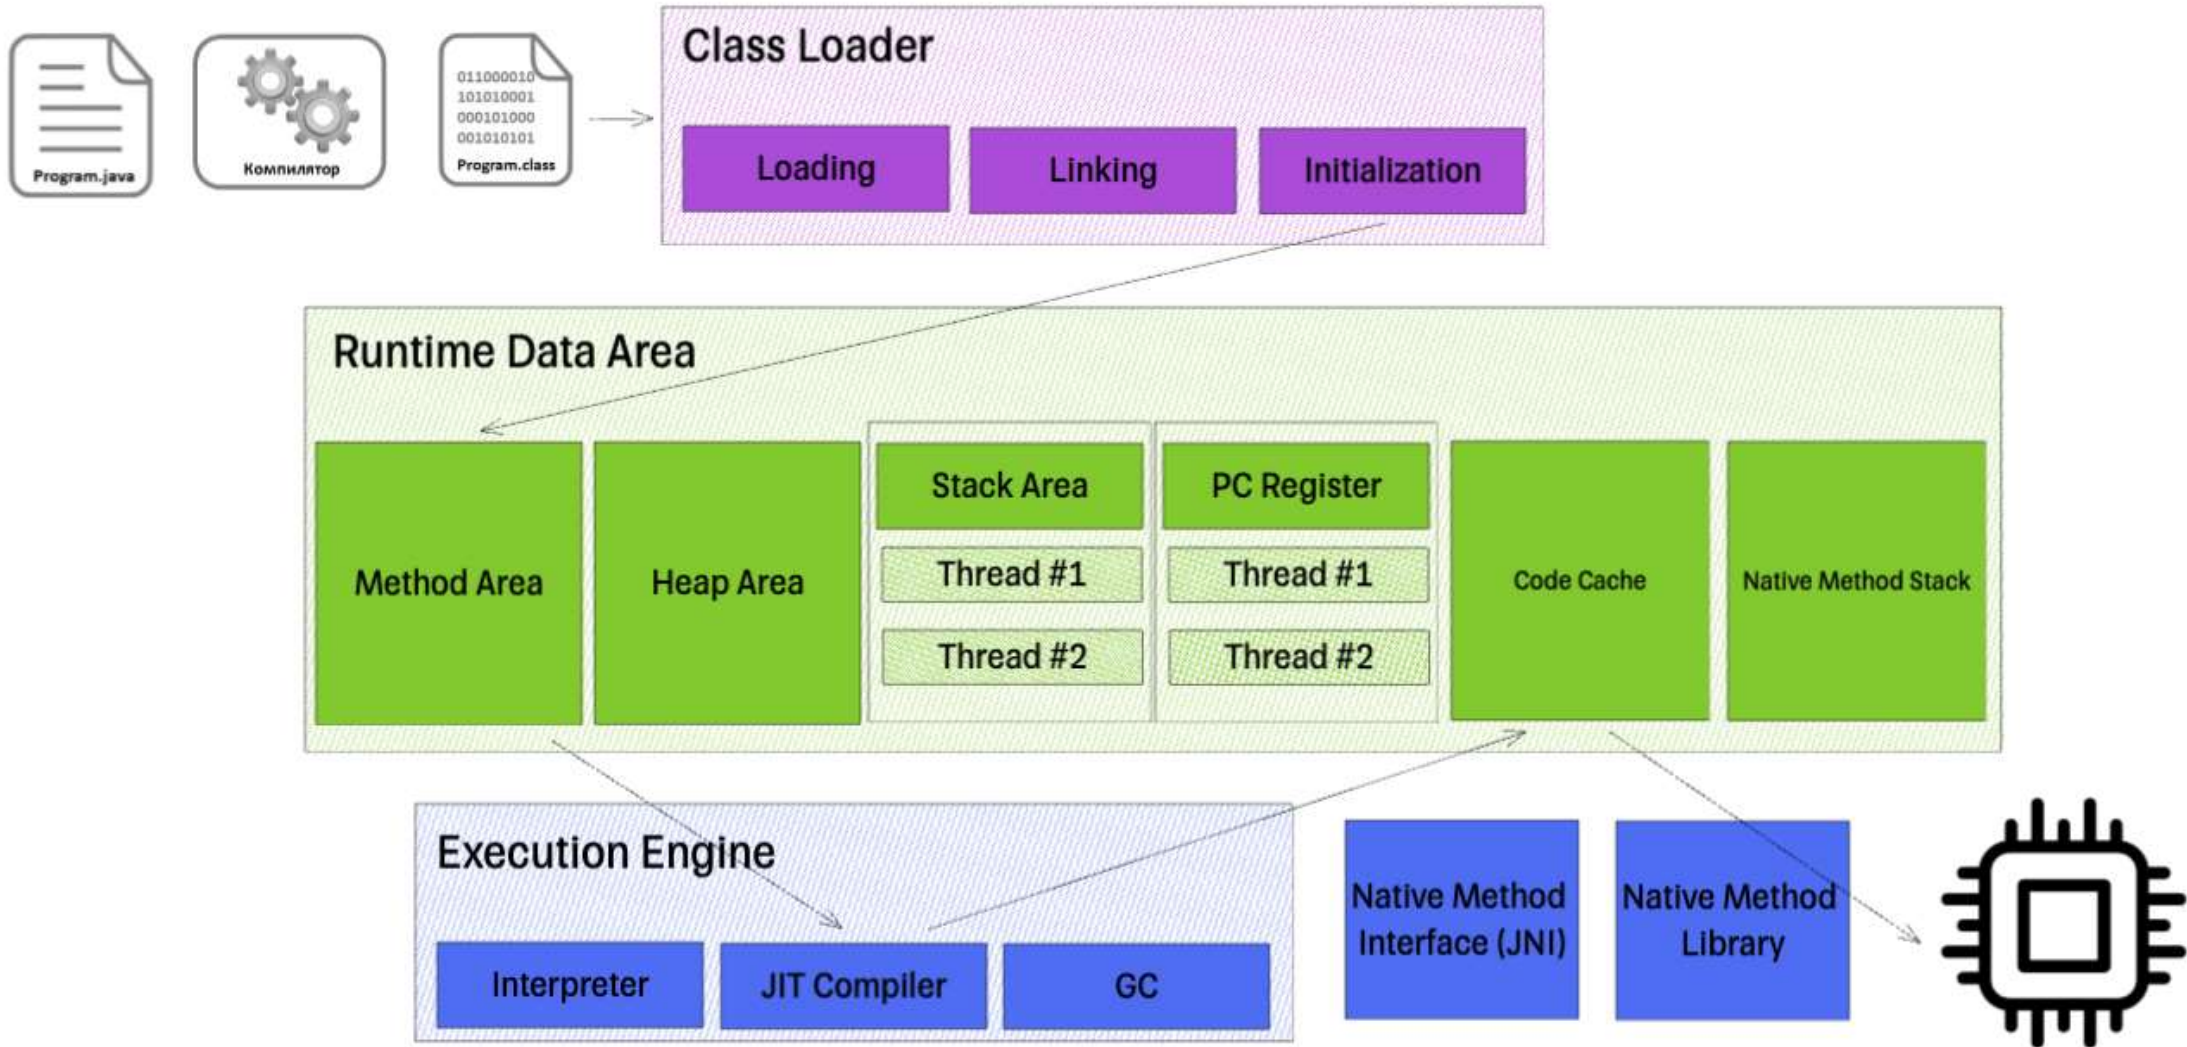 Program.java
Компилятор
011000010
101010001
000101000
001010101
Program.class
Class Loader
Loading
Linking
Initialization
Runtime Data Area
Method Area
Heap Area
Stack Area
Thread #1
Thread #2
PC Register
Thread #1
Thread #2
Code Cache
Native Method Stack
Execution Engine
Interpreter
JIT Compiler
GC
Native Method
Interface (JNI)
Native Method
Library